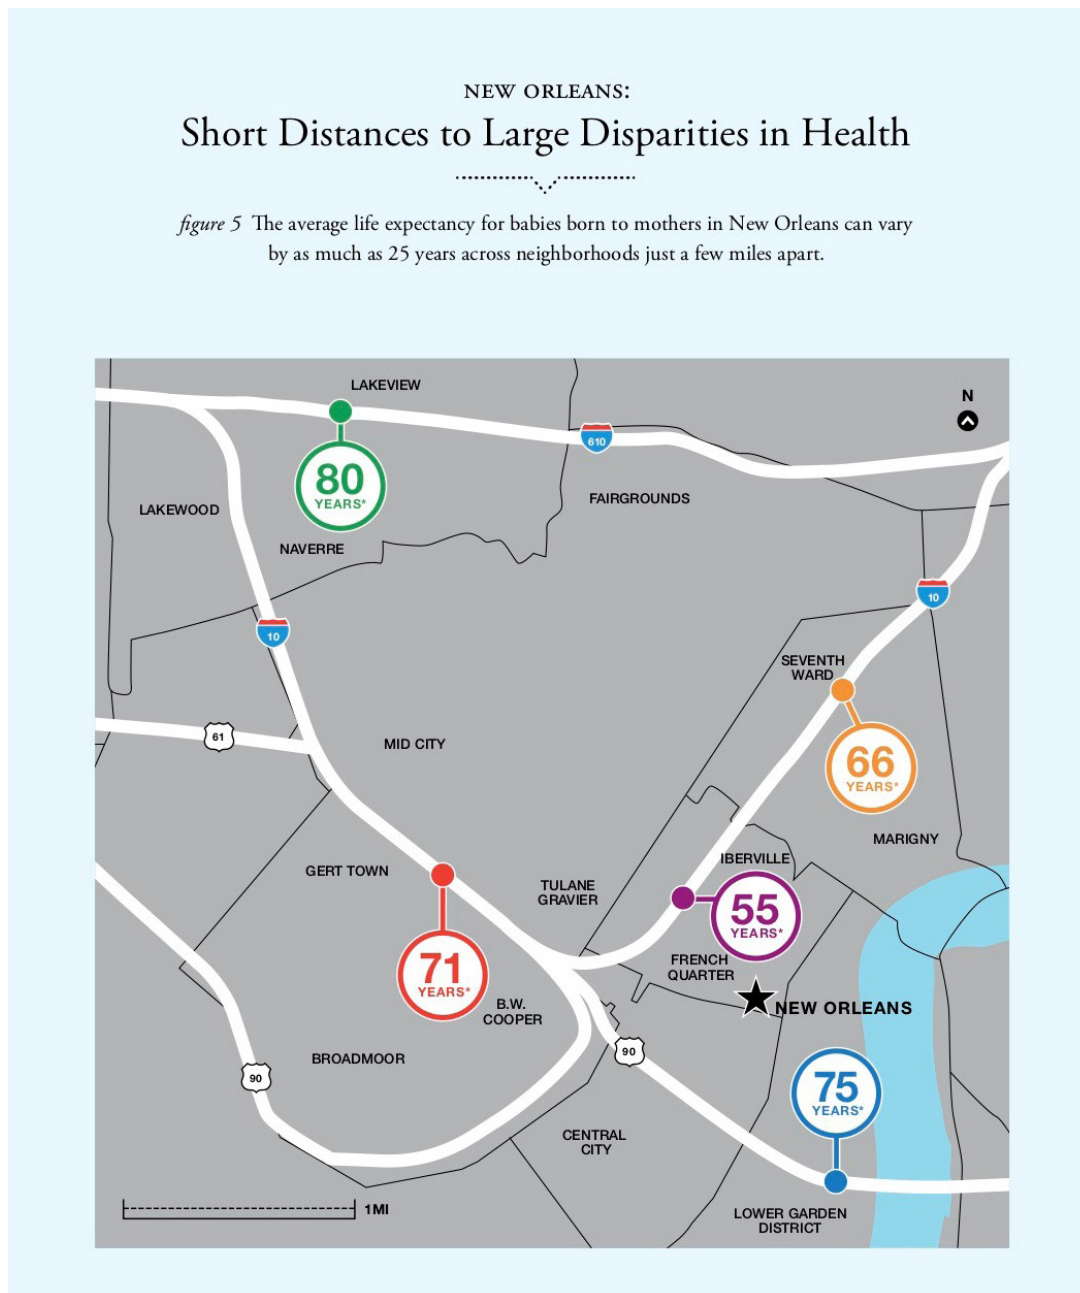 NEW ORLEANS:
Short Distances to Large Disparities in Health
figure 5 The average life expectancy for babies born to mothers in New Orleans can vary
by as much as 25 years across neighborhoods just a few miles apart.
LAKEVIEW
N
610
80
YEARS*
FAIRGROUNDS
LAKEWOOD
NAVERRE
10
10
SEVENTH
WARD
61
MID CITY
66
YEARS*
MARIGNY
IBERVILLE
GERT TOWN
TULANE
GRAVIER
55
YEARS*
71
YEARS*
FRENCH
QUARTER
B.W.
COOPER
NEW ORLEANS
BROADMOOR
90
90
75
YEARS*
CENTRAL
CITY
1MI
LOWER GARDEN
DISTRICT